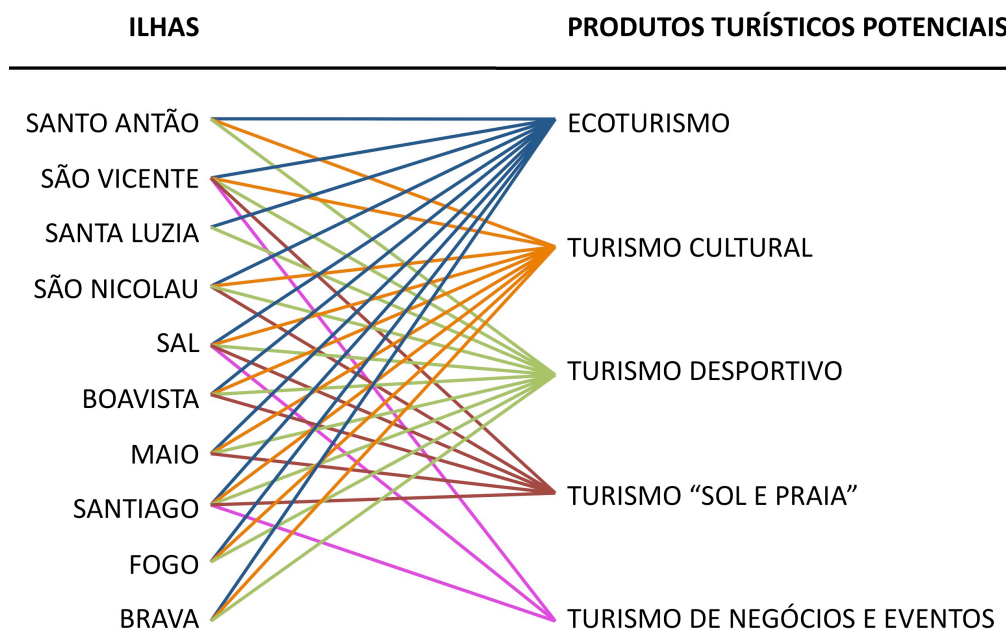 ILHAS
PRODUTOS TURÍSTICOS POTENCIAIS
SANTO ANTÃO
SÃO VICENTE
SANTA LUZIA
SÃO NICOLAU
SAL
BOAVISTA
MAIO
SANTIAGO
FOGO
BRAVA
ECOTURISMO
TURISMO CULTURAL
TURISMO DESPORTIVO
TURISMO “SOL E PRAIA”
TURISMO DE NEGÓCIOS E EVENTOS